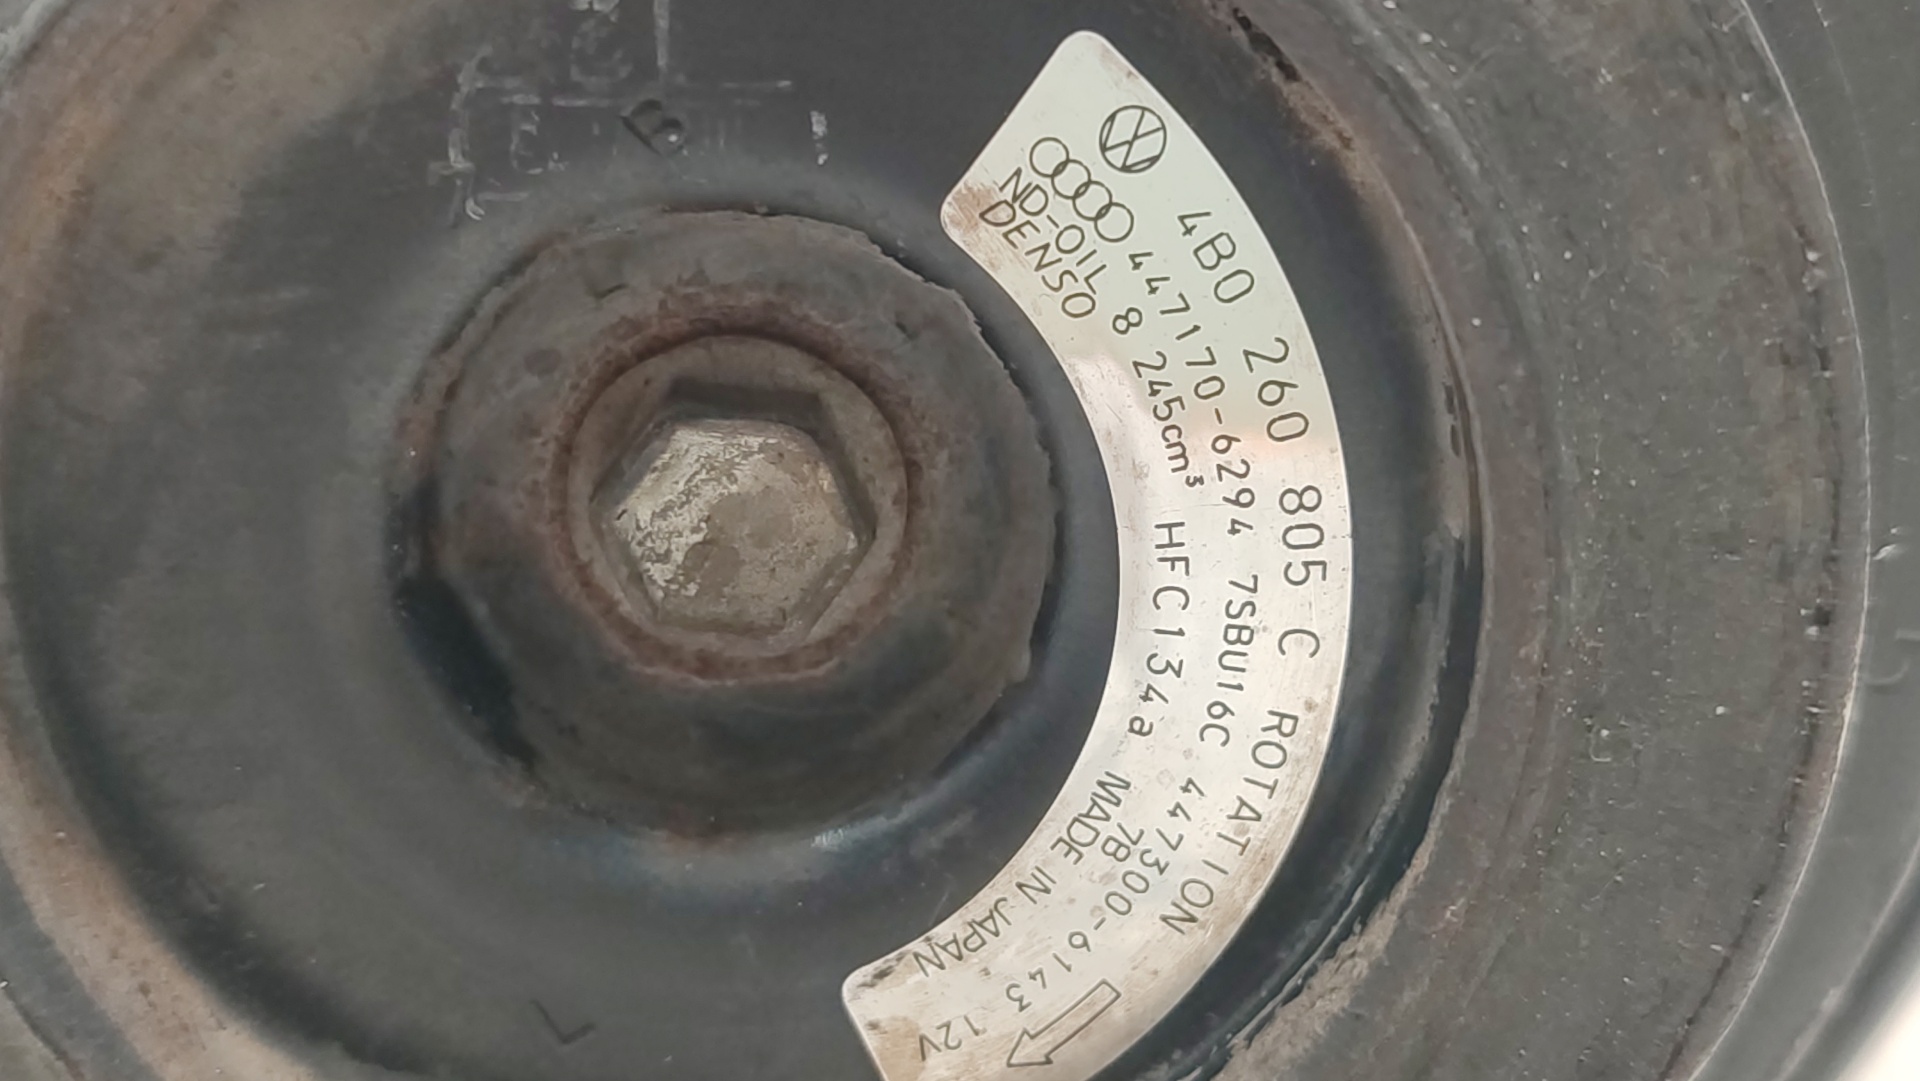 4B0 260 805 C ROTATION
447170-6294 7SBU16C 447300-6143 12V
ND-OIL 8 245cm³ HFC134a 7B
DENSO MADE IN JAPAN
B
L